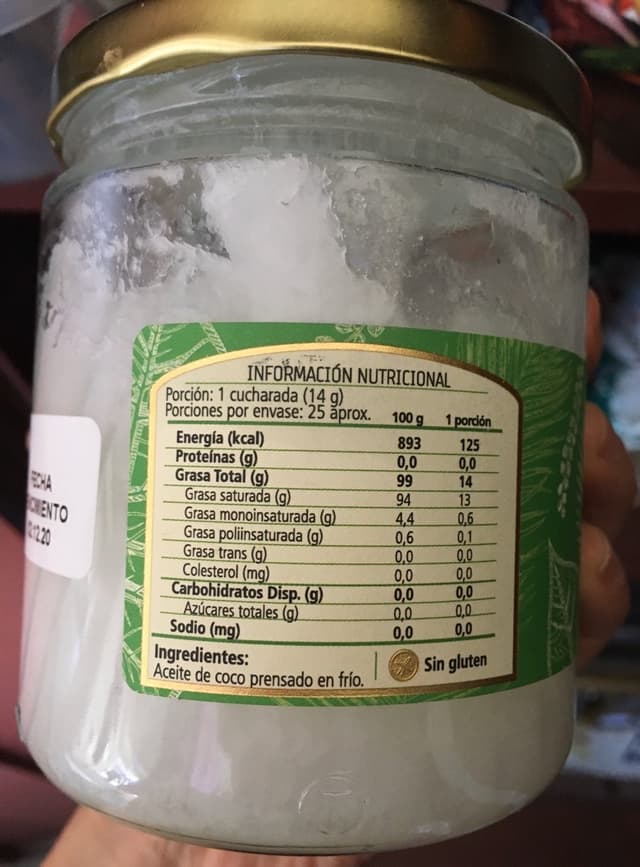 INFORMACIÓN NUTRICIONAL
Porción: 1 cucharada (14 g)
Porciones por envase: 25 aprox. 100 g 1 porción
Energía (kcal) 893 125
Proteínas (g) 0,0 0,0
Grasa Total (g) 99 14
Grasa saturada (g) 94 13
Grasa monoinsaturada (g) 4,4 0,6
Grasa poliinsaturada (g) 0,6 0,1
Grasa trans (g) 0,0 0,0
Colesterol (mg) 0,0 0,0
Carbohidratos Disp. (g) 0,0 0,0
Azúcares totales (g) 0,0 0,0
Sodio (mg) 0,0 0,0
Ingredientes:
Aceite de coco prensado en frío.
Sin gluten
FECHA